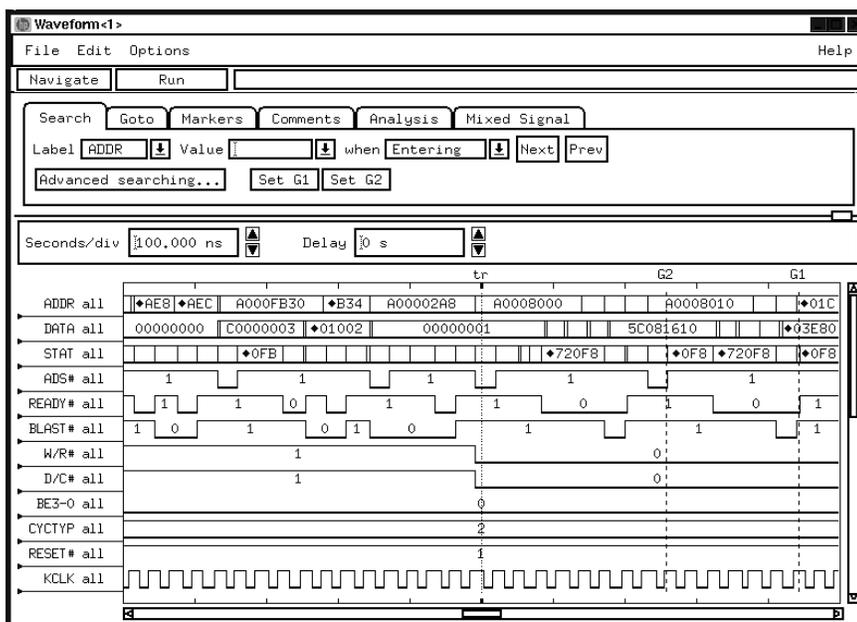 Waveform<1>
File Edit Options Help
Navigate Run
Search Goto Markers Comments Analysis Mixed Signal
Label ADDR Value when Entering Next Prev
Advanced searching... Set G1 Set G2
Seconds/div 100.000 ns Delay 0 s
tr G2 G1
ADDR all ◆AE8 ◆AEC A000FB30 ◆B34 A00002A8 A0008000 A0008010 ◆01C
DATA all 00000000 C0000003 ◆01002 00000001 5C081610 ◆03E80
STAT all ◆0FB ◆720F8 ◆0F8 ◆720F8 ◆0F8
ADS# all 1 1 1 1 1
READY# all 1 1 0 1 1 0 1 0 1
BLAST# all 1 0 1 0 1 0 1 1 1
W/R# all 1 0
D/C# all 1 0
BE3-0 all 0
CYCTYP all 2
RESET# all 1
KCLK all